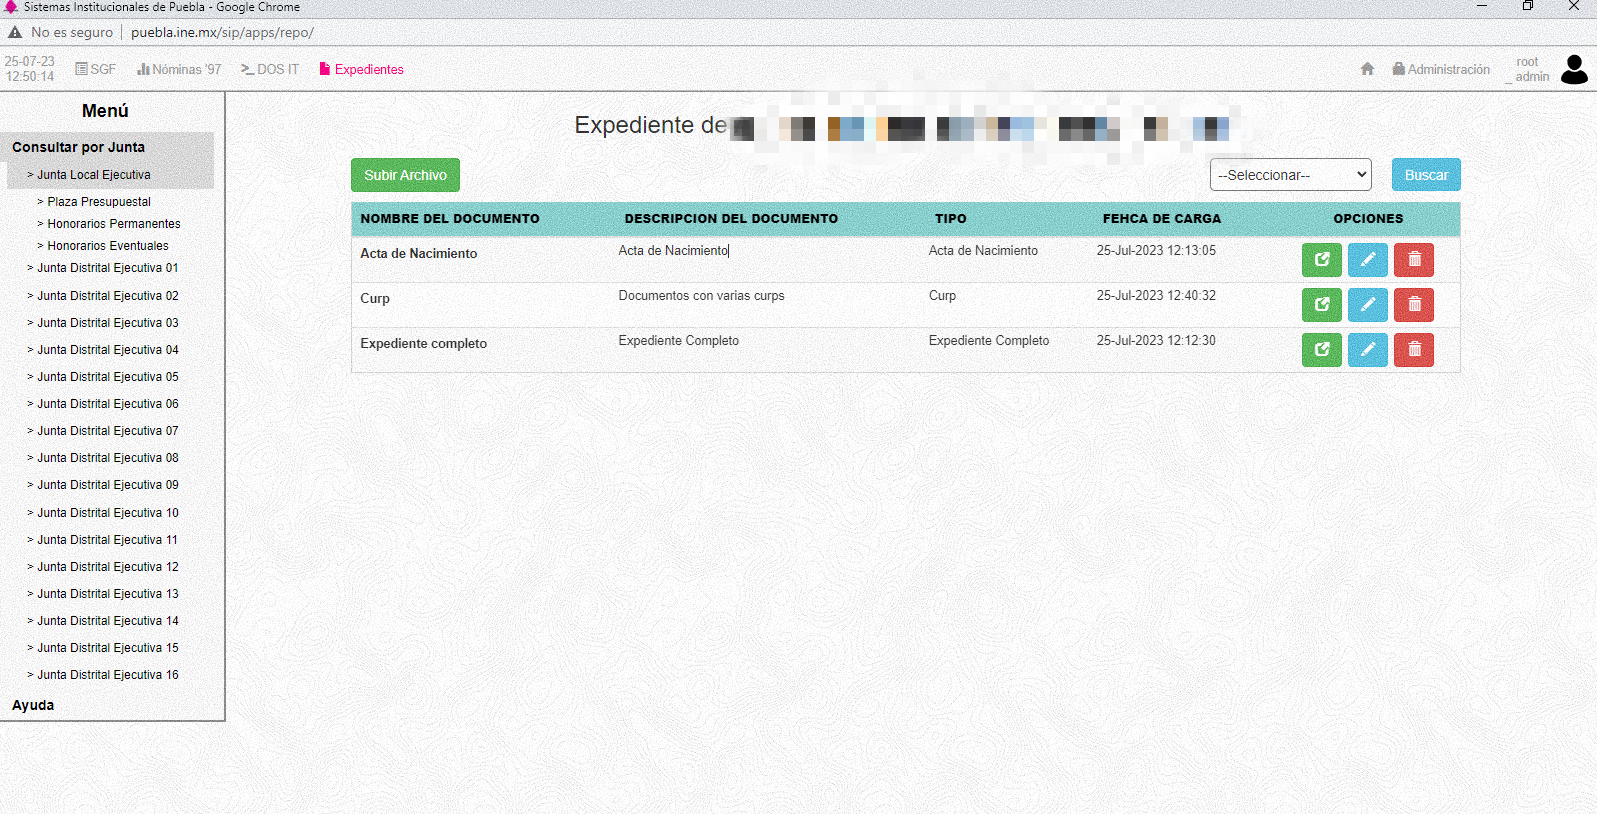 Sistemas Institucionales de Puebla - Google Chrome
No es seguro | puebla.ine.mx/sip/apps/repo/
25-07-23
12:50:14
SGF
Nóminas '97
>_ DOS IT
Expedientes
Administración
root
_ admin
Menú
Consultar por Junta
> Junta Local Ejecutiva
> Plaza Presupuestal
> Honorarios Permanentes
> Honorarios Eventuales
> Junta Distrital Ejecutiva 01
> Junta Distrital Ejecutiva 02
> Junta Distrital Ejecutiva 03
> Junta Distrital Ejecutiva 04
> Junta Distrital Ejecutiva 05
> Junta Distrital Ejecutiva 06
> Junta Distrital Ejecutiva 07
> Junta Distrital Ejecutiva 08
> Junta Distrital Ejecutiva 09
> Junta Distrital Ejecutiva 10
> Junta Distrital Ejecutiva 11
> Junta Distrital Ejecutiva 12
> Junta Distrital Ejecutiva 13
> Junta Distrital Ejecutiva 14
> Junta Distrital Ejecutiva 15
> Junta Distrital Ejecutiva 16
Ayuda
Expediente de
Subir Archivo
--Seleccionar--
Buscar
NOMBRE DEL DOCUMENTO DESCRIPCION DEL DOCUMENTO TIPO FEHCA DE CARGA OPCIONES
Acta de Nacimiento Acta de Nacimiento Acta de Nacimiento 25-Jul-2023 12:13:05
Curp Documentos con varias curps Curp 25-Jul-2023 12:40:32
Expediente completo Expediente Completo Expediente Completo 25-Jul-2023 12:12:30